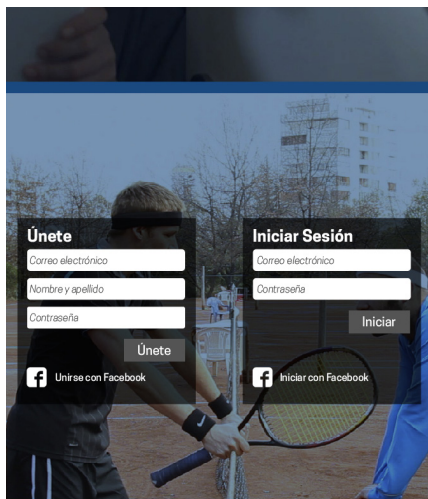 Únete
Correo electrónico
Nombre y apellido
Contraseña
Únete
Unirse con Facebook
Iniciar Sesión
Correo electrónico
Contraseña
Iniciar
Iniciar con Facebook